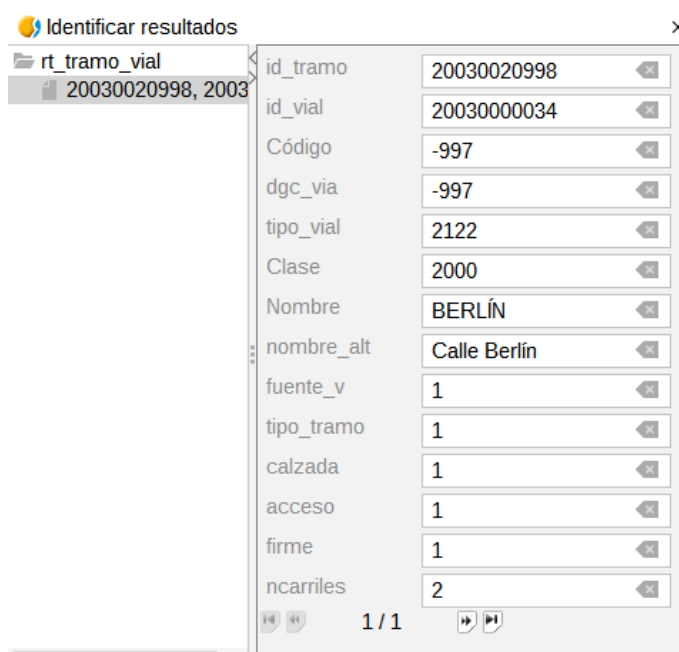 Identificar resultados
rt_tramo_vial
20030020998, 2003
id_tramo 20030020998
id_vial 20030000034
Código -997
dgc_via -997
tipo_vial 2122
Clase 2000
Nombre BERLÍN
nombre_alt Calle Berlín
fuente_v 1
tipo_tramo 1
calzada 1
acceso 1
firme 1
ncarriles 2
1 / 1